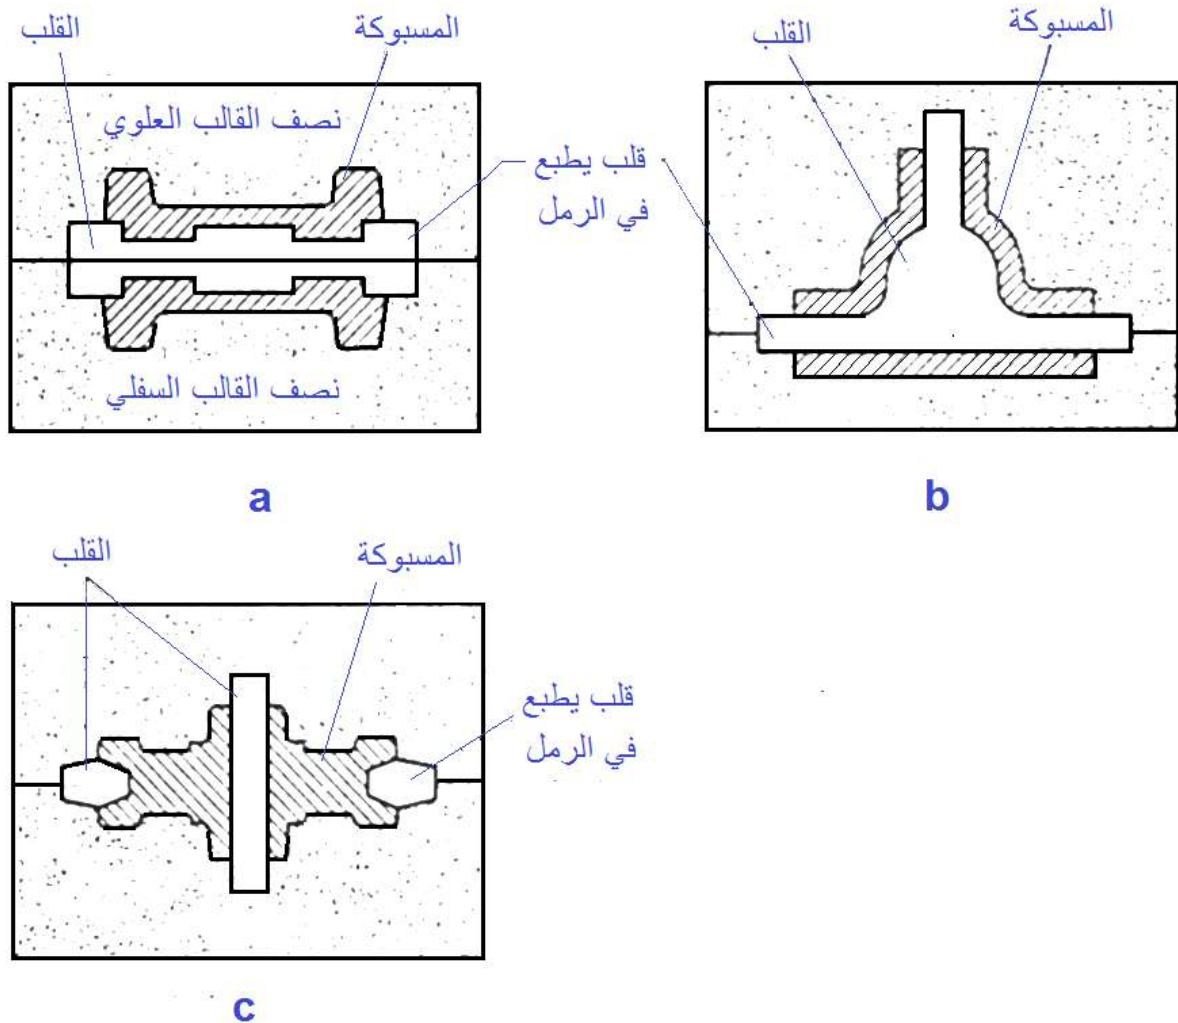 القلب
المسبوكة
نصف القالب العلوي
نصف القالب السفلي
a
قلب يطبع
في الرمل
القلب
المسبوكة
b
القلب
المسبوكة
قلب يطبع
في الرمل
c